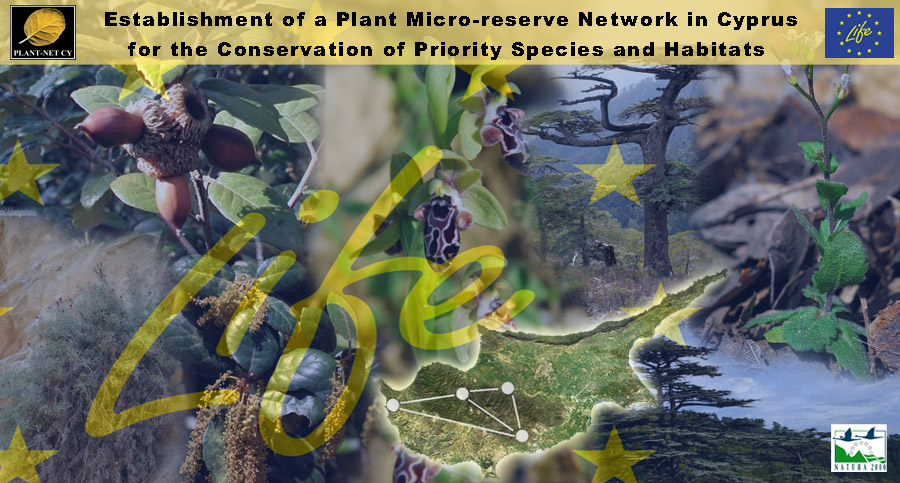 Establishment of a Plant Micro-reserve Network in Cyprus
for the Conservation of Priority Species and Habitats
PLANT-NET CY
Life
Life
NATURA 2000